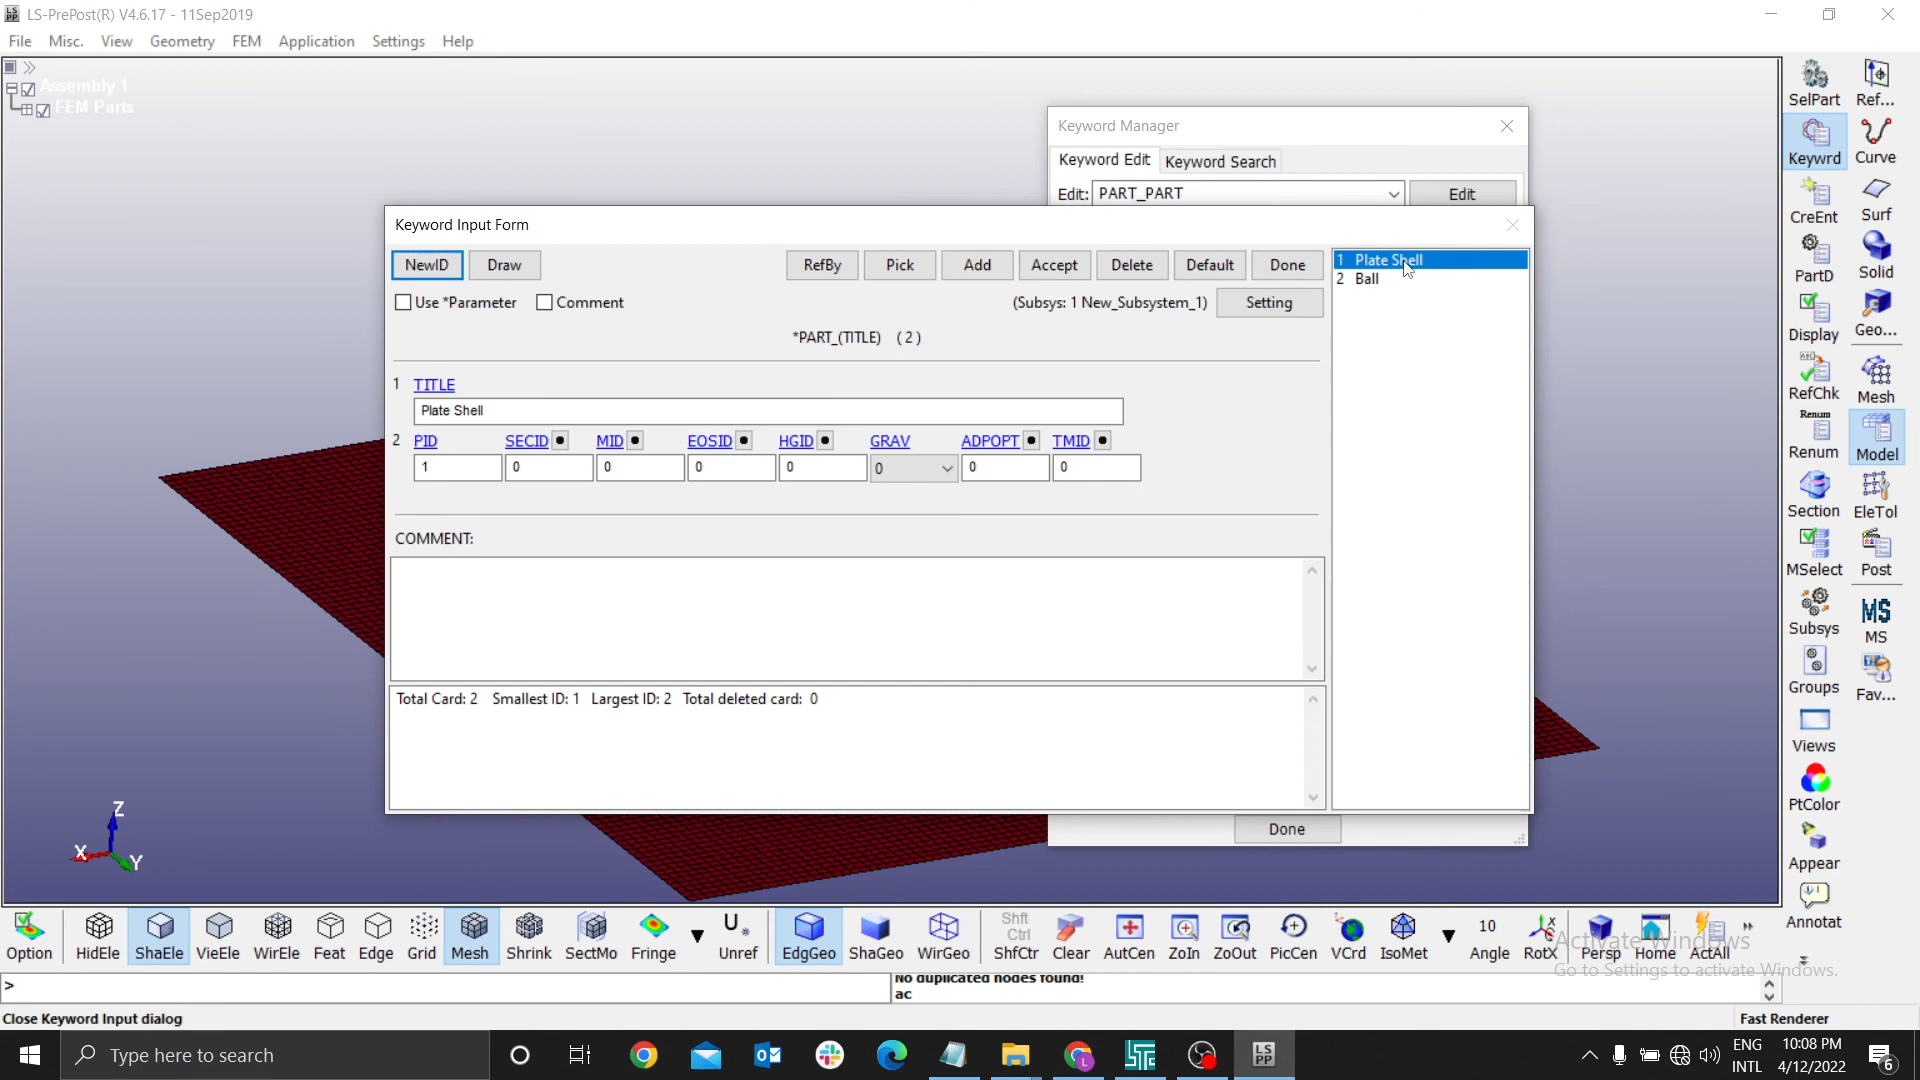 LS-PrePost(R) V4.6.17 - 11Sep2019
File Misc. View Geometry FEM Application Settings Help
Assembly 1
FEM Parts
Keyword Manager
Keyword Edit Keyword Search
Edit: PART_PART Edit
Keyword Input Form
NewID Draw RefBy Pick Add Accept Delete Default Done
1 Plate Shell
2 Ball
Use *Parameter Comment (Subsys: 1 New_Subsystem_1) Setting
*PART_(TITLE) (2)
1 TITLE
Plate Shell
2 PID SECID MID EOSID HGID GRAV ADPOPT TMID
1 0 0 0 0 0 0 0
COMMENT:
Total Card: 2 Smallest ID: 1 Largest ID: 2 Total deleted card: 0
Done
Z
X Y
SelPart Ref...
Keywrd Curve
CreEnt Surf
PartD Solid
Display Geo...
RefChk Mesh
Renum
Renum Model
Section EleTol
MSelect Post
Subsys MS
MS
Groups Fav...
Views
PtColor
Appear
Annotat
Shft
Ctrl
U
10
X
Option HidEle ShaEle VieEle WirEle Feat Edge Grid Mesh Shrink SectMo Fringe Unref EdgGeo ShaGeo WirGeo ShfCtr Clear AutCen ZoIn ZoOut PicCen VCrd IsoMet Angle RotX Persp Home ActAll
Activate Windows
Go to Settings to activate Windows.
>
No duplicated nodes found!
ac
Close Keyword Input dialog Fast Renderer
Type here to search
LS
PP
ENG
INTL
10:08 PM
4/12/2022
6